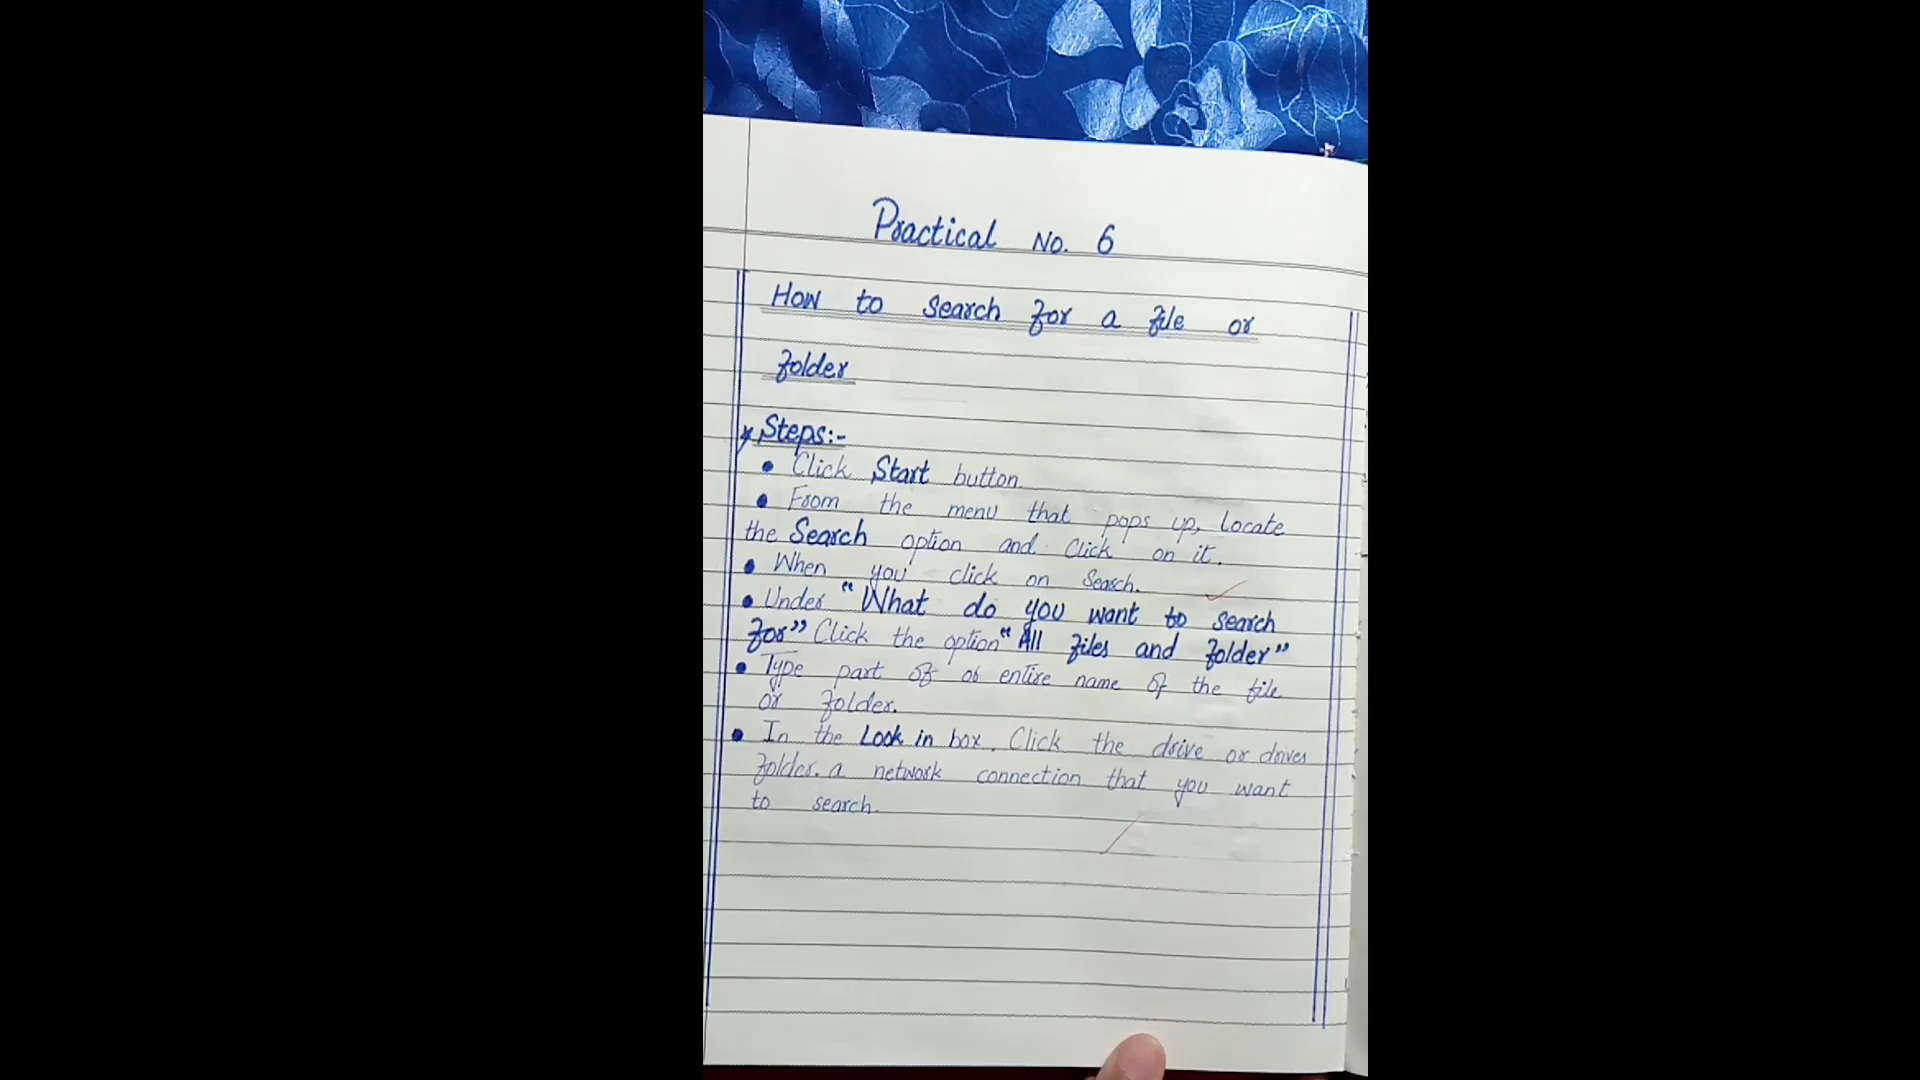 Practical No. 6
How to Search for a file or
folder
* Steps:-
• Click Start button.
• From the menu that pops up, Locate
the Search option and Click on it.
• When you click on Search.
• Under "What do you want to search
for" Click the option "All files and folder"
• Type part of or entire name of the file
or folder.
• In the Look in box. Click the drive or drives
folder. a network connection that you want
to search.